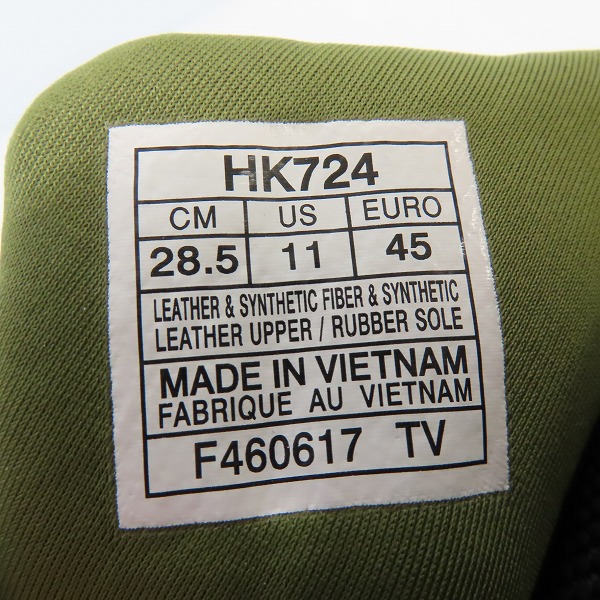 HK724
CM US EURO
28.5 11 45
LEATHER & SYNTHETIC FIBER & SYNTHETIC
LEATHER UPPER / RUBBER SOLE
MADE IN VIETNAM
FABRIQUE AU VIETNAM
F460617 TV